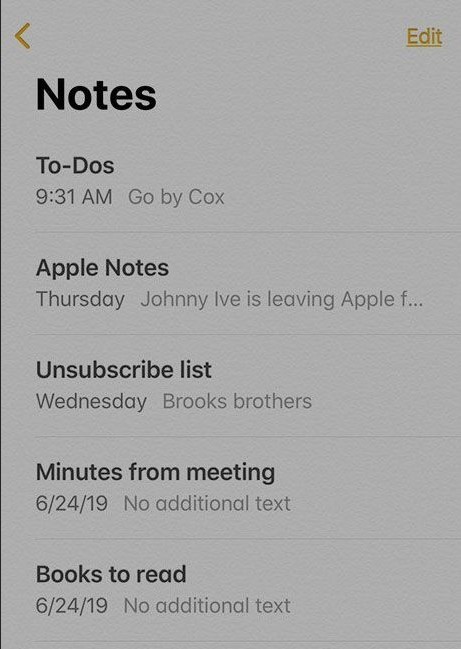 Edit
Notes
To-Dos
9:31 AM Go by Cox
Apple Notes
Thursday Johnny Ive is leaving Apple f...
Unsubscribe list
Wednesday Brooks brothers
Minutes from meeting
6/24/19 No additional text
Books to read
6/24/19 No additional text